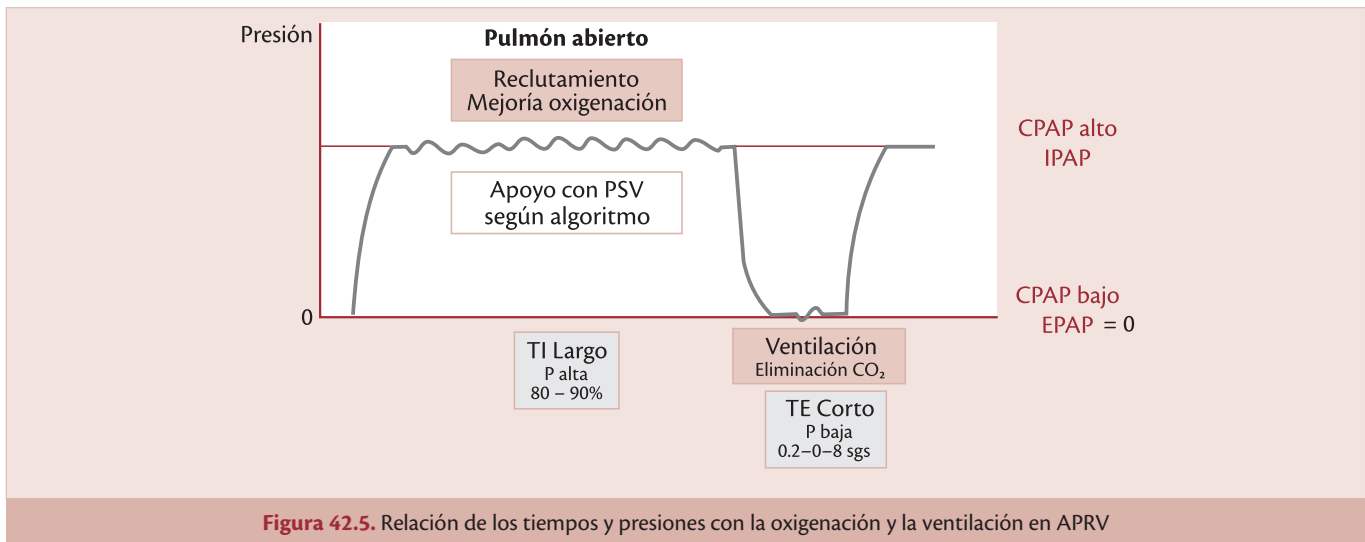 Presión
Pulmón abierto
Reclutamiento
Mejoría oxigenación
CPAP alto
IPAP
Apoyo con PSV
según algoritmo
CPAP bajo
EPAP = 0
0
TI Largo
P alta
80 – 90%
Ventilación
Eliminación CO₂
TE Corto
P baja
0.2–0–8 sgs
Figura 42.5. Relación de los tiempos y presiones con la oxigenación y la ventilación en APRV